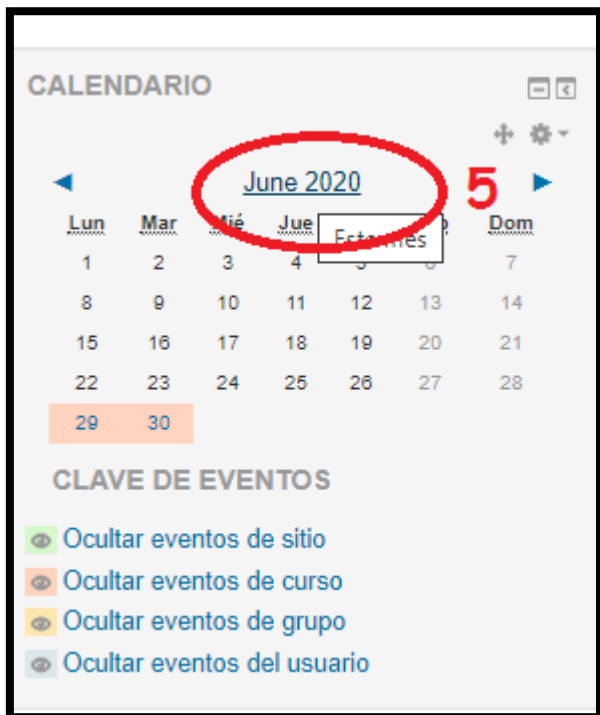 CALENDARIO
June 2020
5
Lun Mar Mié Jue Dom
Este mes
1 2 3 4 5 6 7
8 9 10 11 12 13 14
15 16 17 18 19 20 21
22 23 24 25 26 27 28
29 30
CLAVE DE EVENTOS
Ocultar eventos de sitio
Ocultar eventos de curso
Ocultar eventos de grupo
Ocultar eventos del usuario